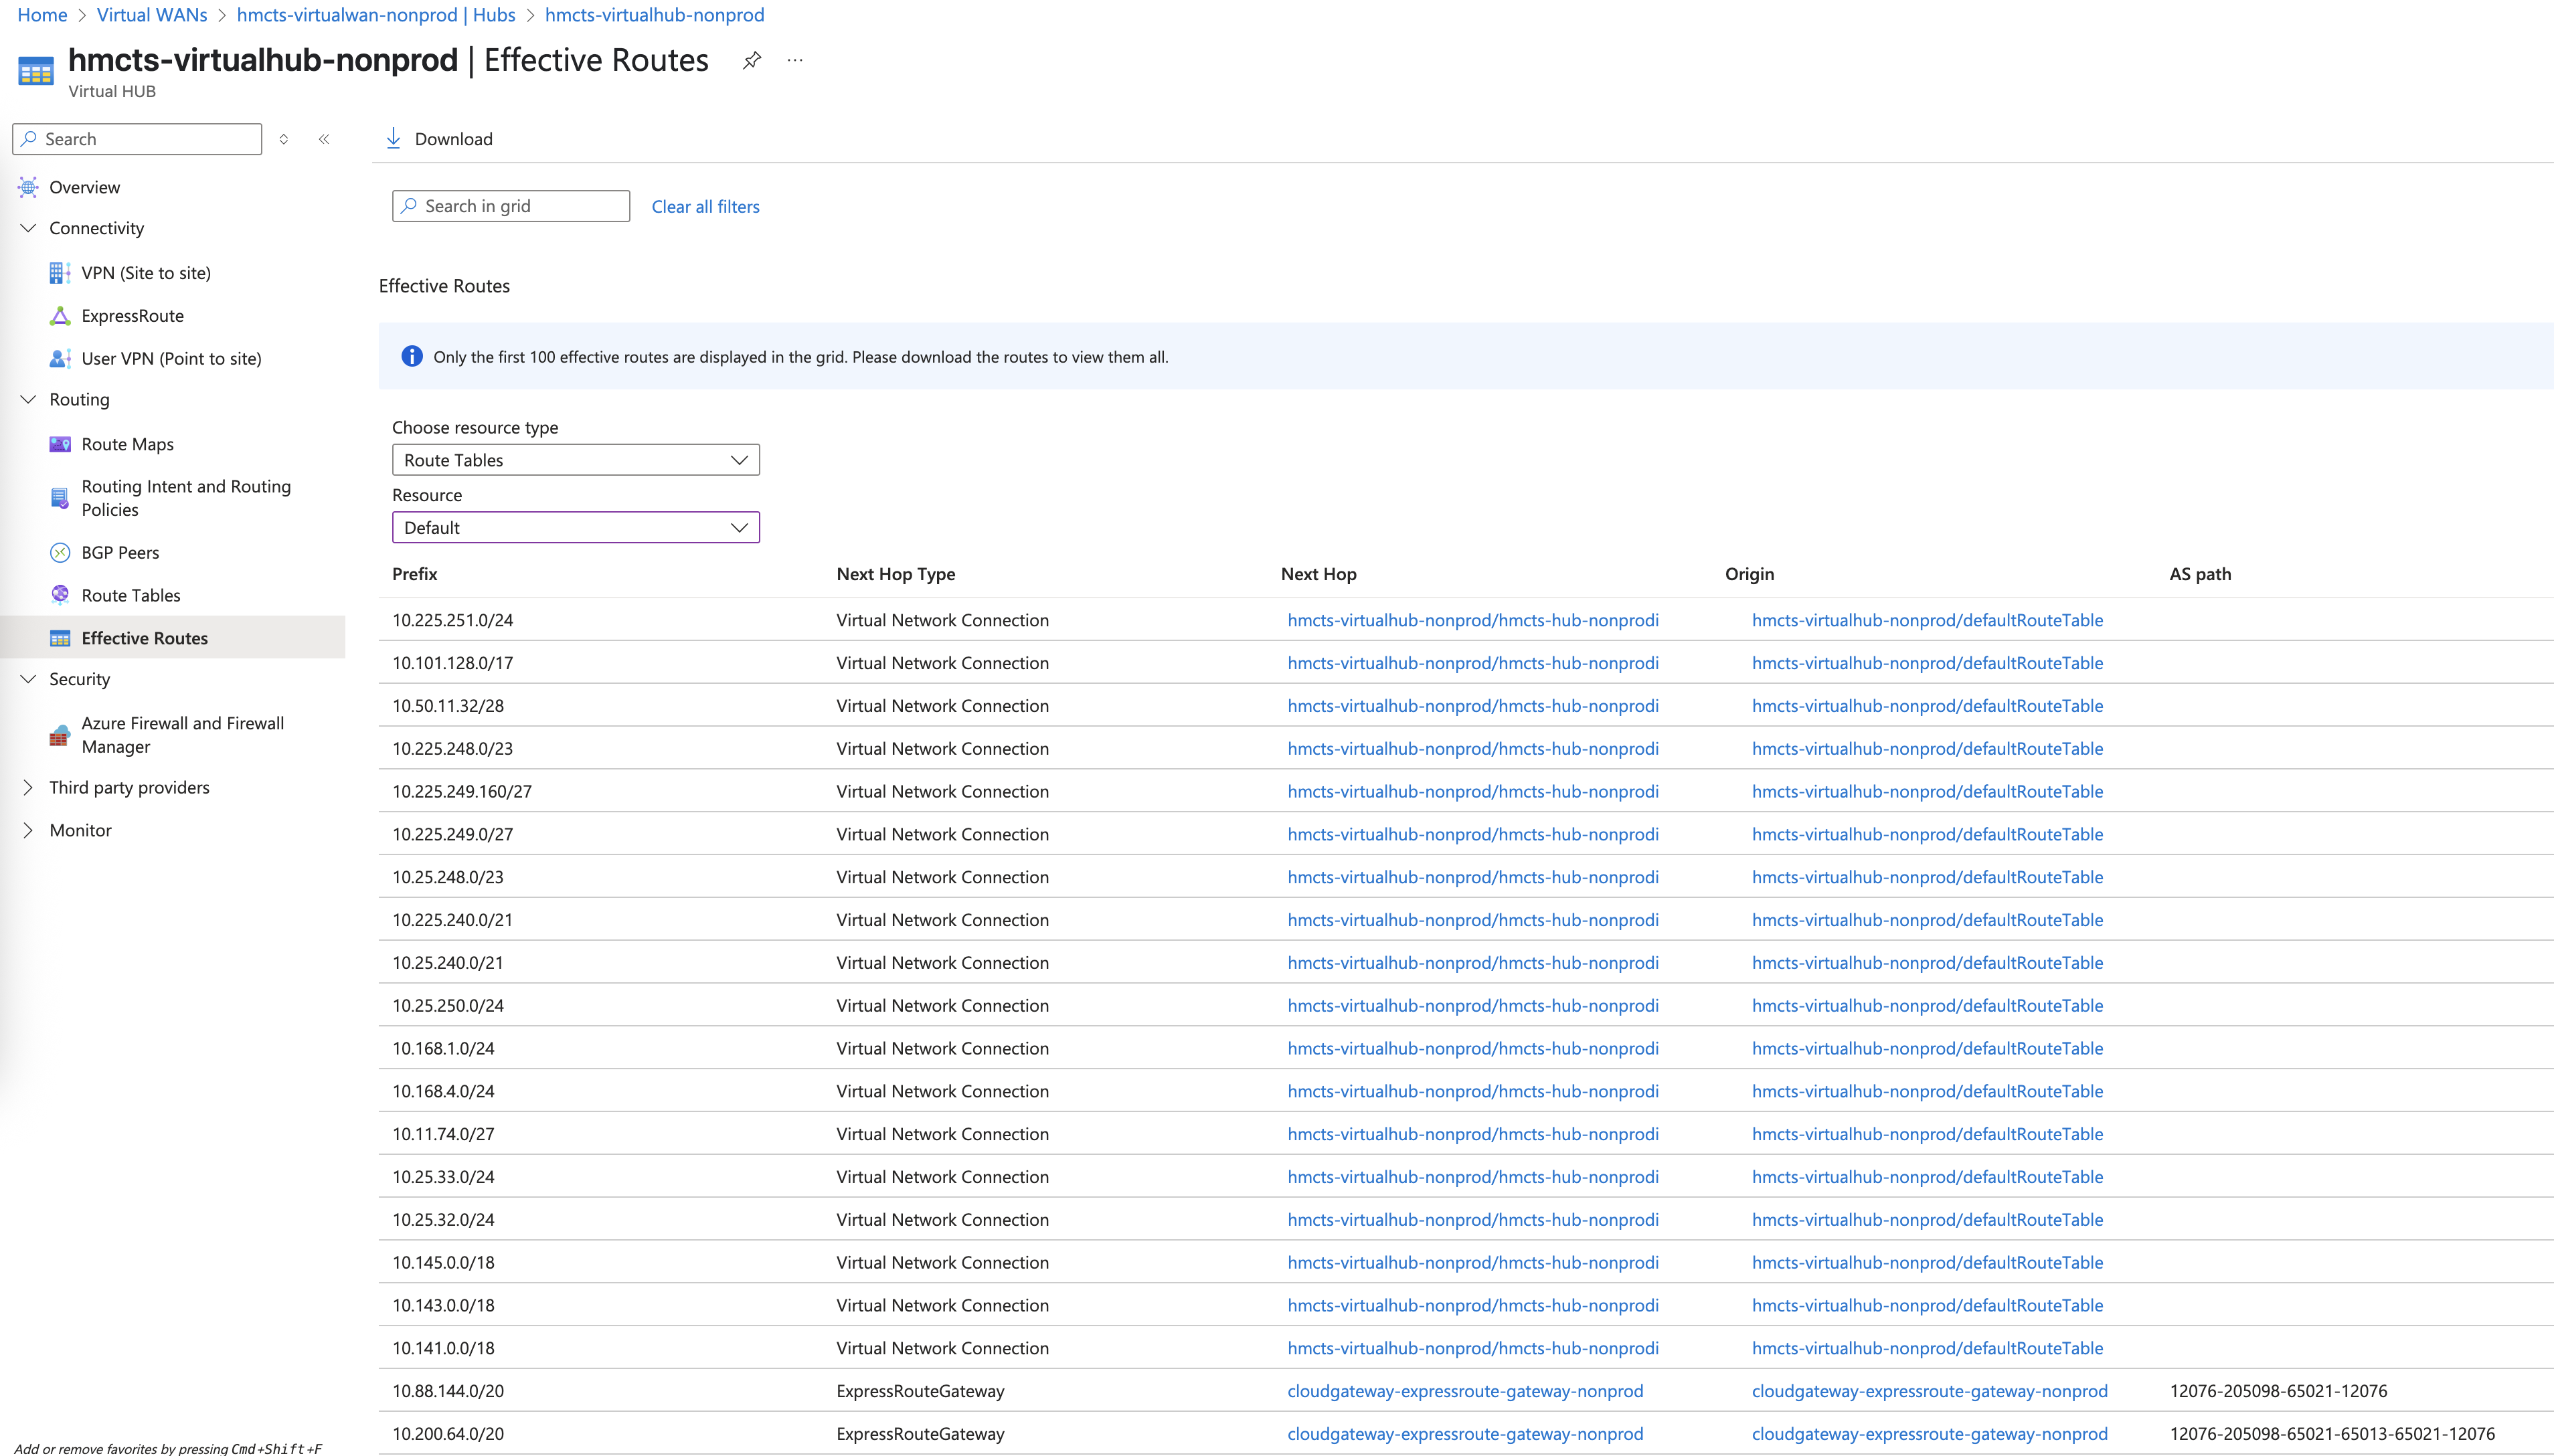 Home > Virtual WANs > hmcts-virtualwan-nonprod | Hubs > hmcts-virtualhub-nonprod
hmcts-virtualhub-nonprod | Effective Routes
Virtual HUB
Search
Overview
Connectivity
VPN (Site to site)
ExpressRoute
User VPN (Point to site)
Routing
Route Maps
Routing Intent and Routing
Policies
BGP Peers
Route Tables
Effective Routes
Security
Azure Firewall and Firewall
Manager
Third party providers
Monitor
Add or remove favorites by pressing Cmd+Shift+F
Download
Search in grid
Clear all filters
Effective Routes
Only the first 100 effective routes are displayed in the grid. Please download the routes to view them all.
Choose resource type
Route Tables
Resource
Default
Prefix Next Hop Type Next Hop Origin AS path
10.225.251.0/24 Virtual Network Connection hmcts-virtualhub-nonprod/hmcts-hub-nonprodi hmcts-virtualhub-nonprod/defaultRouteTable
10.101.128.0/17 Virtual Network Connection hmcts-virtualhub-nonprod/hmcts-hub-nonprodi hmcts-virtualhub-nonprod/defaultRouteTable
10.50.11.32/28 Virtual Network Connection hmcts-virtualhub-nonprod/hmcts-hub-nonprodi hmcts-virtualhub-nonprod/defaultRouteTable
10.225.248.0/23 Virtual Network Connection hmcts-virtualhub-nonprod/hmcts-hub-nonprodi hmcts-virtualhub-nonprod/defaultRouteTable
10.225.249.160/27 Virtual Network Connection hmcts-virtualhub-nonprod/hmcts-hub-nonprodi hmcts-virtualhub-nonprod/defaultRouteTable
10.225.249.0/27 Virtual Network Connection hmcts-virtualhub-nonprod/hmcts-hub-nonprodi hmcts-virtualhub-nonprod/defaultRouteTable
10.25.248.0/23 Virtual Network Connection hmcts-virtualhub-nonprod/hmcts-hub-nonprodi hmcts-virtualhub-nonprod/defaultRouteTable
10.225.240.0/21 Virtual Network Connection hmcts-virtualhub-nonprod/hmcts-hub-nonprodi hmcts-virtualhub-nonprod/defaultRouteTable
10.25.240.0/21 Virtual Network Connection hmcts-virtualhub-nonprod/hmcts-hub-nonprodi hmcts-virtualhub-nonprod/defaultRouteTable
10.25.250.0/24 Virtual Network Connection hmcts-virtualhub-nonprod/hmcts-hub-nonprodi hmcts-virtualhub-nonprod/defaultRouteTable
10.168.1.0/24 Virtual Network Connection hmcts-virtualhub-nonprod/hmcts-hub-nonprodi hmcts-virtualhub-nonprod/defaultRouteTable
10.168.4.0/24 Virtual Network Connection hmcts-virtualhub-nonprod/hmcts-hub-nonprodi hmcts-virtualhub-nonprod/defaultRouteTable
10.11.74.0/27 Virtual Network Connection hmcts-virtualhub-nonprod/hmcts-hub-nonprodi hmcts-virtualhub-nonprod/defaultRouteTable
10.25.33.0/24 Virtual Network Connection hmcts-virtualhub-nonprod/hmcts-hub-nonprodi hmcts-virtualhub-nonprod/defaultRouteTable
10.25.32.0/24 Virtual Network Connection hmcts-virtualhub-nonprod/hmcts-hub-nonprodi hmcts-virtualhub-nonprod/defaultRouteTable
10.145.0.0/18 Virtual Network Connection hmcts-virtualhub-nonprod/hmcts-hub-nonprodi hmcts-virtualhub-nonprod/defaultRouteTable
10.143.0.0/18 Virtual Network Connection hmcts-virtualhub-nonprod/hmcts-hub-nonprodi hmcts-virtualhub-nonprod/defaultRouteTable
10.141.0.0/18 Virtual Network Connection hmcts-virtualhub-nonprod/hmcts-hub-nonprodi hmcts-virtualhub-nonprod/defaultRouteTable
10.88.144.0/20 ExpressRouteGateway cloudgateway-expressroute-gateway-nonprod cloudgateway-expressroute-gateway-nonprod 12076-205098-65021-12076
10.200.64.0/20 ExpressRouteGateway cloudgateway-expressroute-gateway-nonprod cloudgateway-expressroute-gateway-nonprod 12076-205098-65021-65013-65021-12076